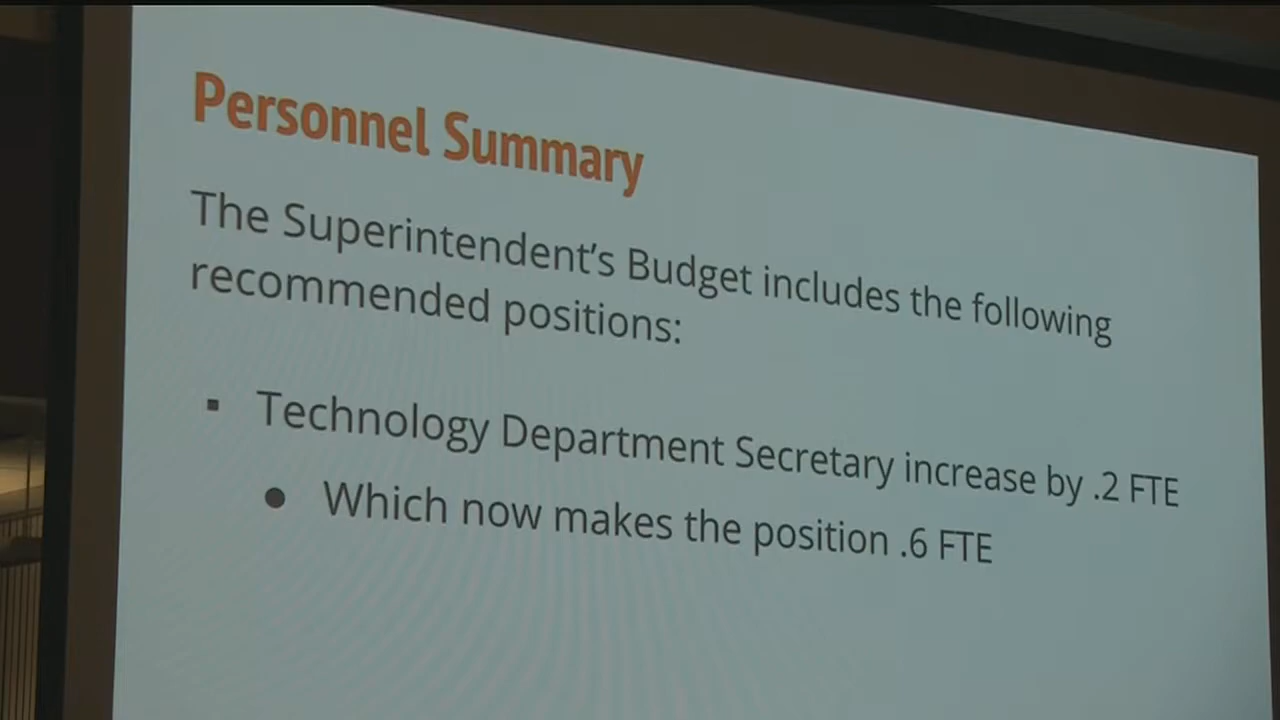 Personnel Summary
The Superintendent's Budget includes the following
recommended positions:
▪ Technology Department Secretary increase by .2 FTE
● Which now makes the position .6 FTE